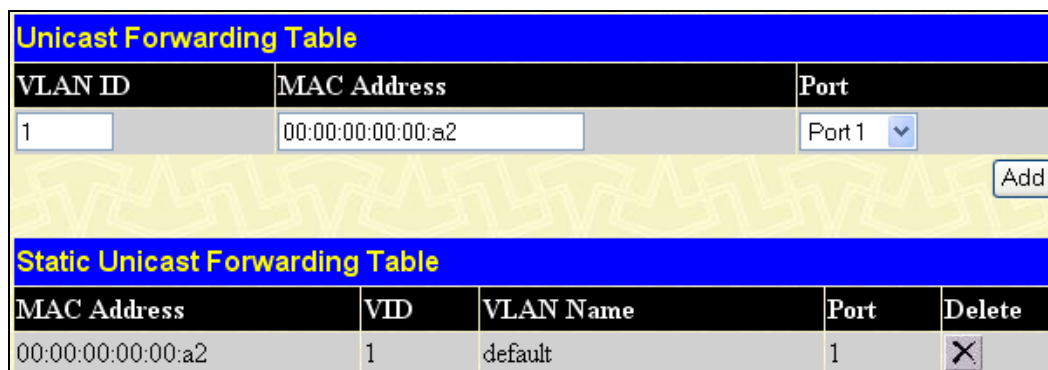 Unicast Forwarding Table
VLAN ID MAC Address Port
1 00:00:00:00:00:a2 Port 1
Add
Static Unicast Forwarding Table
MAC Address VID VLAN Name Port Delete
00:00:00:00:00:a2 1 default 1 X